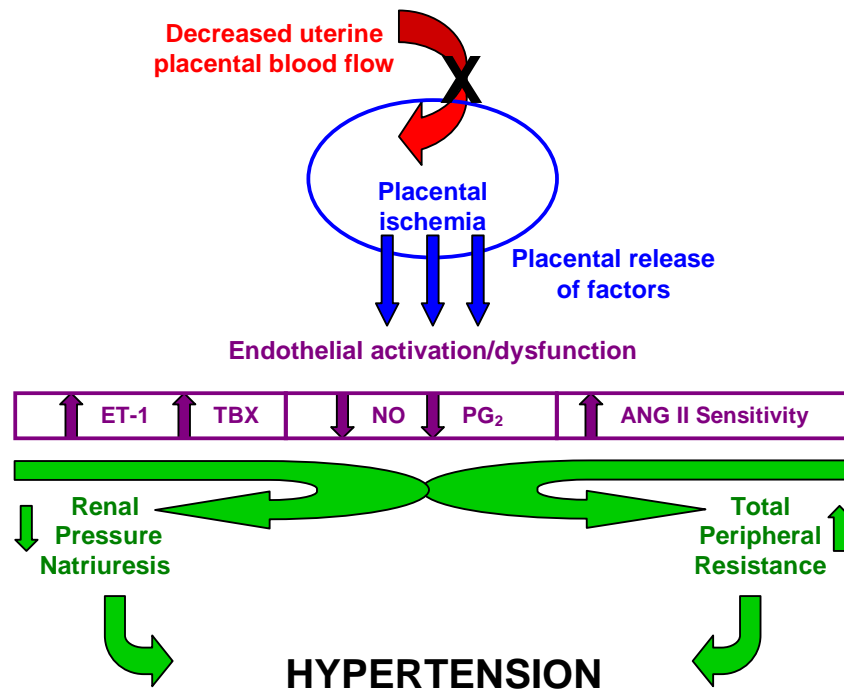 Decreased uterine
placental blood flow
X
Placental
ischemia
Placental release
of factors
Endothelial activation/dysfunction
ET-1 TBX NO PG₂ ANG II Sensitivity
Renal
Pressure
Natriuresis
Total
Peripheral
Resistance
HYPERTENSION